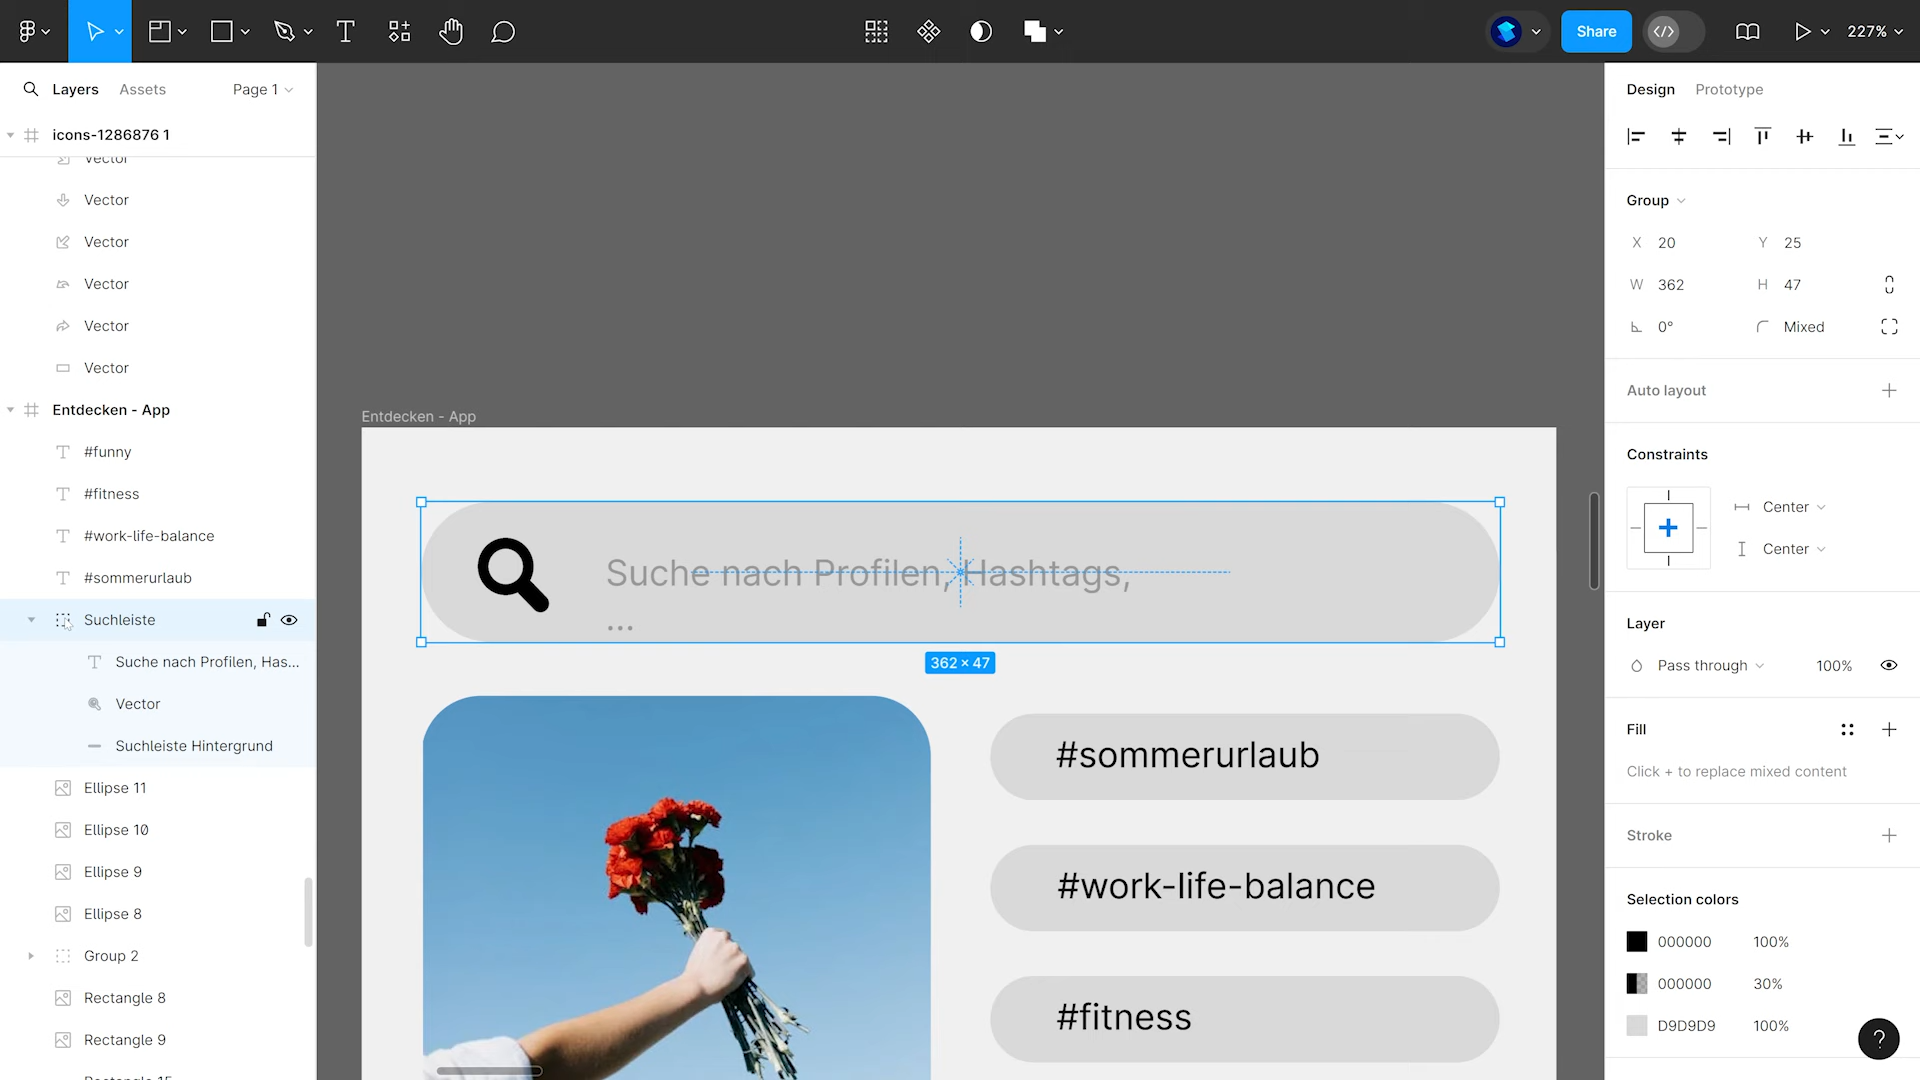 Share
227%
Layers
Assets
Page 1
icons-1286876 1
Vector
Vector
Vector
Vector
Vector
Vector
Entdecken - App
#funny
#fitness
#work-life-balance
#sommerurlaub
Suchleiste
Suche nach Profilen, Has...
Vector
Suchleiste Hintergrund
Ellipse 11
Ellipse 10
Ellipse 9
Ellipse 8
Group 2
Rectangle 8
Rectangle 9
Rectangle 15
Entdecken - App
Suche nach Profilen, Hashtags,
...
362 × 47
#sommerurlaub
#work-life-balance
#fitness
Design
Prototype
Group
X 20
Y 25
W 362
H 47
0°
Mixed
Auto layout
Constraints
Center
Center
Layer
Pass through
100%
Fill
Click + to replace mixed content
Stroke
Selection colors
000000 100%
000000 30%
D9D9D9 100%
?